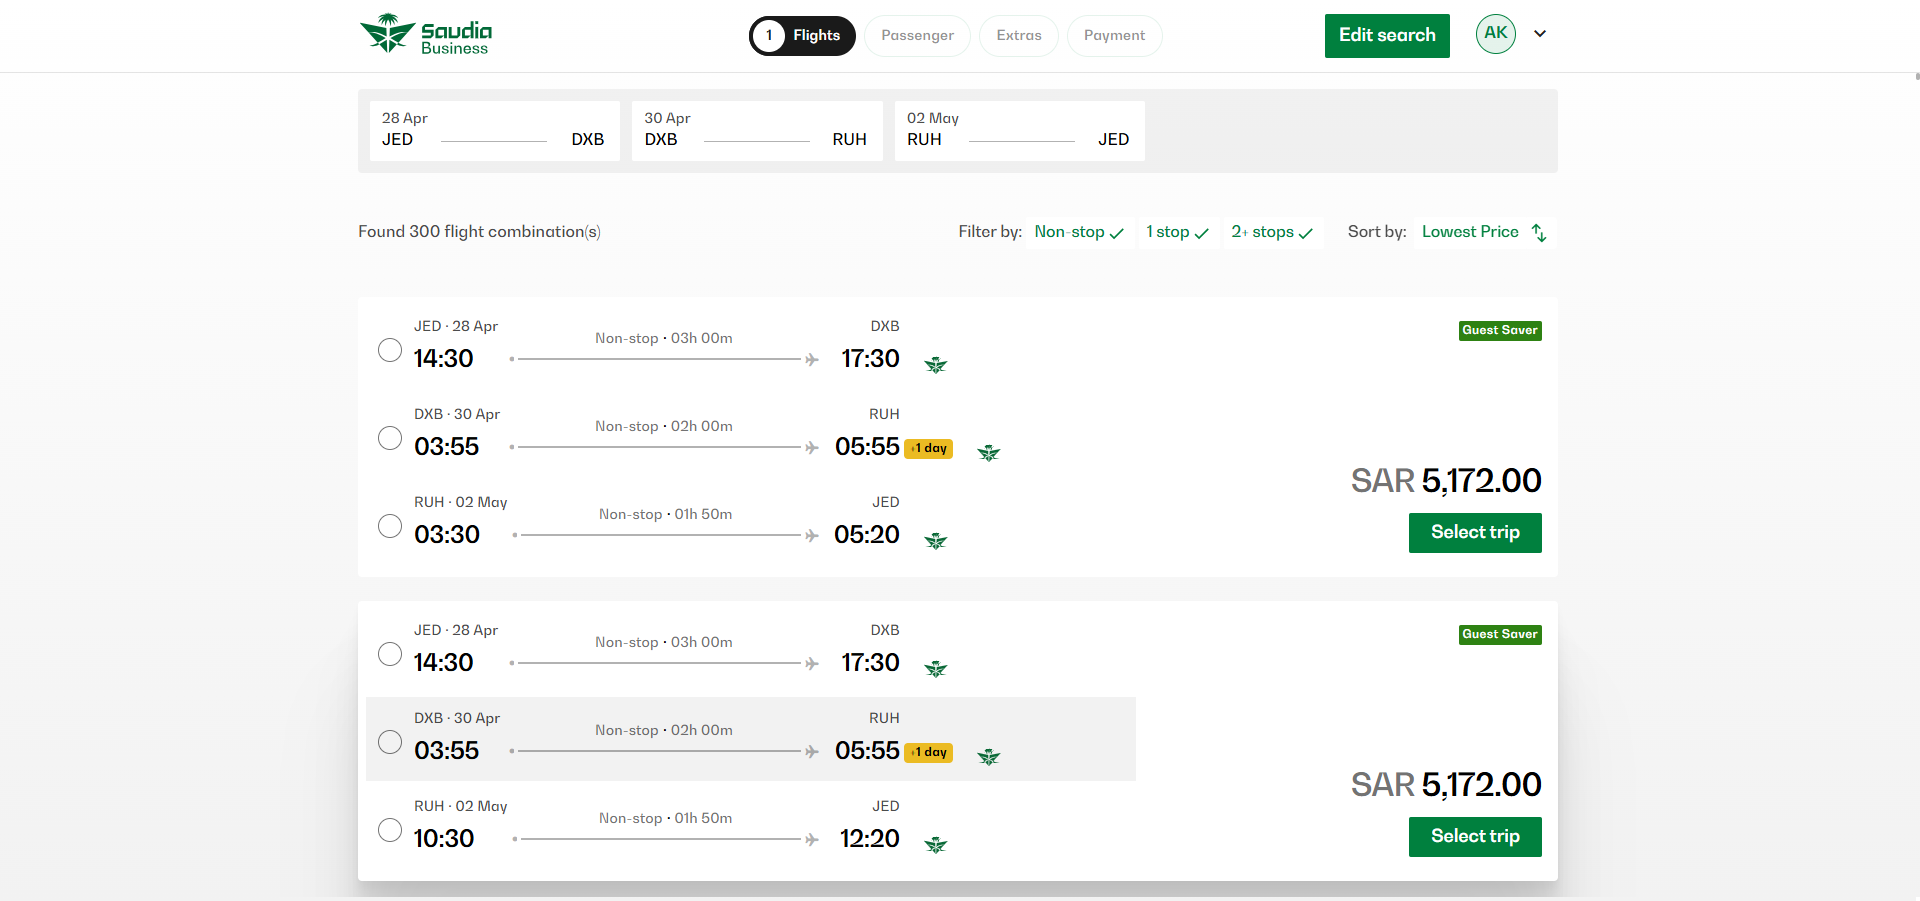 Saudia
Business
1 Flights
Passenger
Extras
Payment
Edit search
AK
28 Apr
JED DXB
30 Apr
DXB RUH
02 May
RUH JED
Found 300 flight combination(s)
Filter by: Non-stop 1 stop 2+ stops
Sort by: Lowest Price
JED · 28 Apr
Non-stop · 03h 00m
DXB
14:30
17:30
Guest Saver
DXB · 30 Apr
Non-stop · 02h 00m
RUH
03:55
05:55 +1 day
RUH · 02 May
Non-stop · 01h 50m
JED
03:30
05:20
SAR 5,172.00
Select trip
JED · 28 Apr
Non-stop · 03h 00m
DXB
14:30
17:30
Guest Saver
DXB · 30 Apr
Non-stop · 02h 00m
RUH
03:55
05:55 +1 day
RUH · 02 May
Non-stop · 01h 50m
JED
10:30
12:20
SAR 5,172.00
Select trip